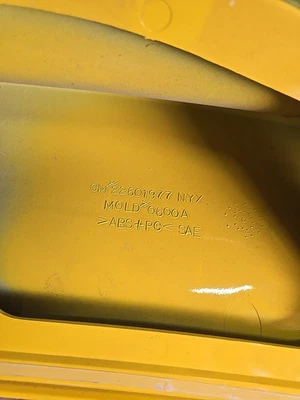 GM 22601977 NYX
MOLD 0600A
>ABS+PC< SAE